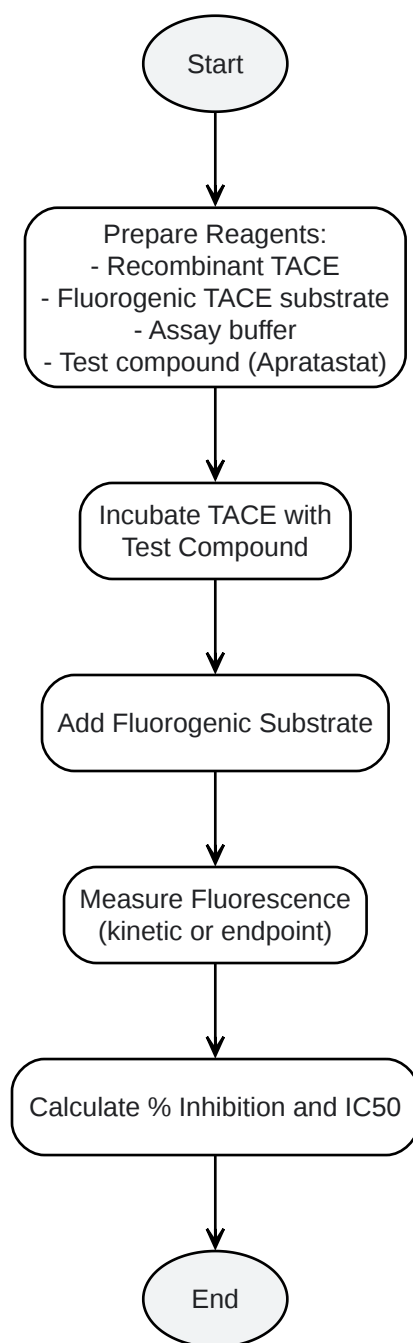 Start
Prepare Reagents:
- Recombinant TACE
- Fluorogenic TACE substrate
- Assay buffer
- Test compound (Apratastat)
Incubate TACE with
Test Compound
Add Fluorogenic Substrate
Measure Fluorescence
(kinetic or endpoint)
Calculate % Inhibition and IC50
End